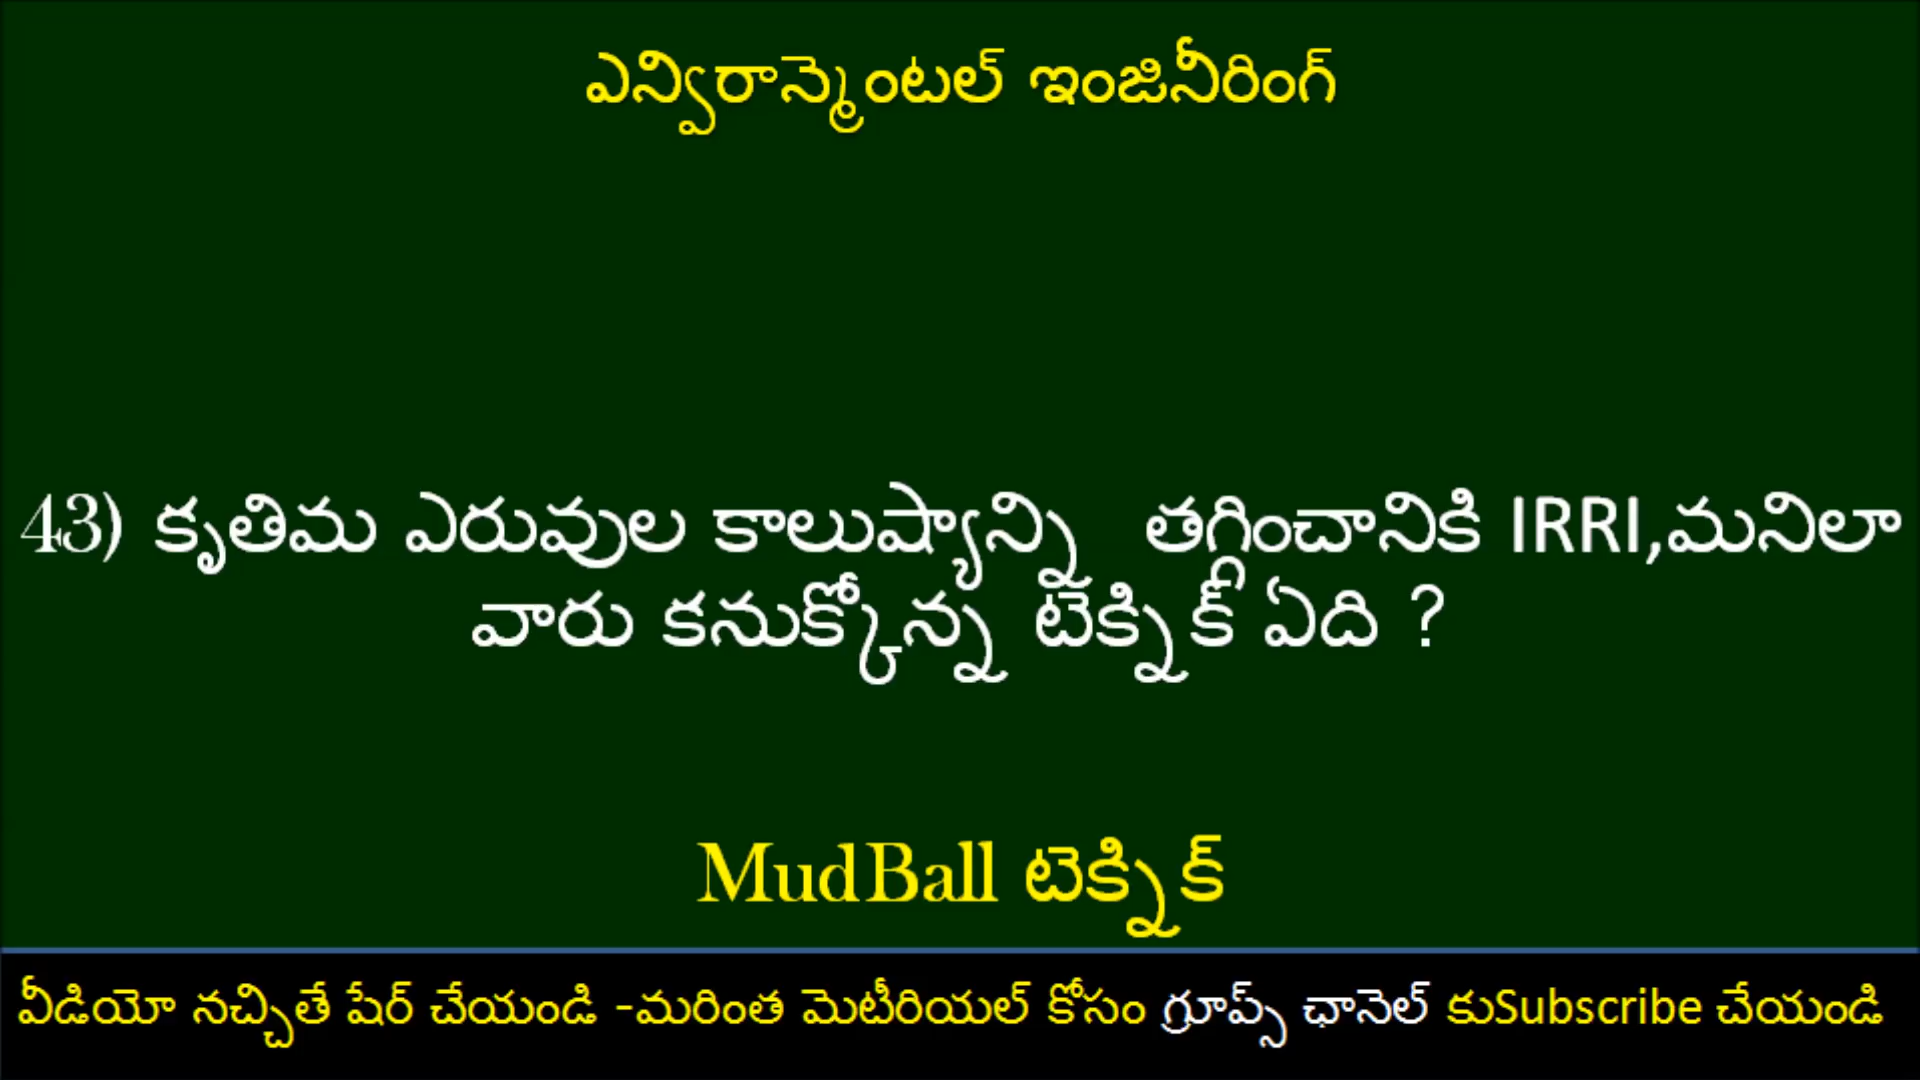 ఎన్విరాన్మెంటల్ ఇంజినీరింగ్
43) కృతిమ ఎరువుల కాలుష్యాన్ని తగ్గించానికి IRRI,మనిలా
వారు కనుక్కోన్న టెక్నిక్ ఏది ?
MudBall టెక్నిక్
వీడియో నచ్చితే షేర్ చేయండి -మరింత మెటీరియల్ కోసం గ్రూప్స్ ఛానెల్ కుSubscribe చేయండి